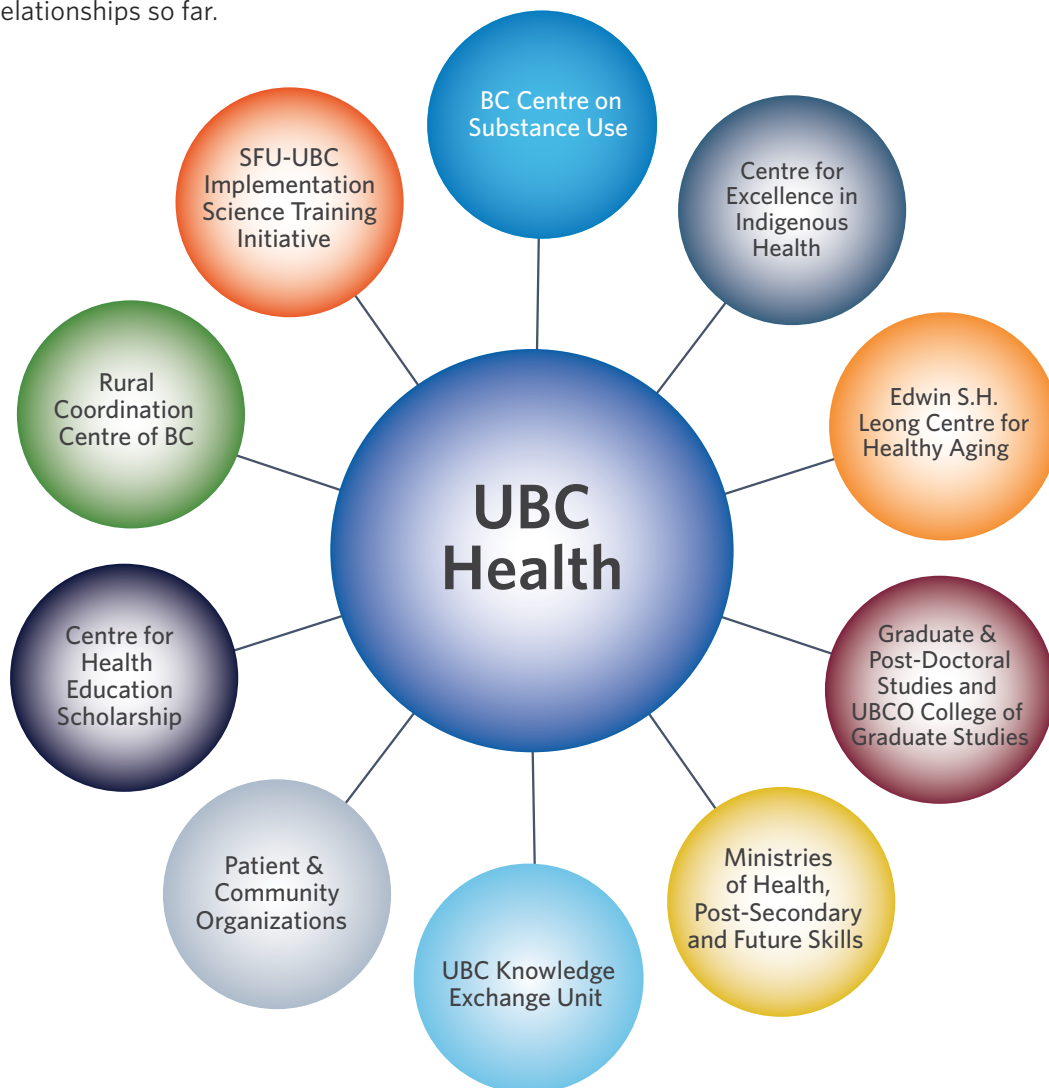 elationships so far.
BC Centre on
Substance Use
SFU-UBC
Implementation
Science Training
Initiative
Centre for
Excellence in
Indigenous
Health
Rural
Coordination
Centre of BC
Edwin S.H.
Leong Centre for
Healthy Aging
UBC
Health
Centre for
Health
Education
Scholarship
Graduate &
Post-Doctoral
Studies and
UBCO College of
Graduate Studies
Patient &
Community
Organizations
Ministries
of Health,
Post-Secondary
and Future Skills
UBC Knowledge
Exchange Unit